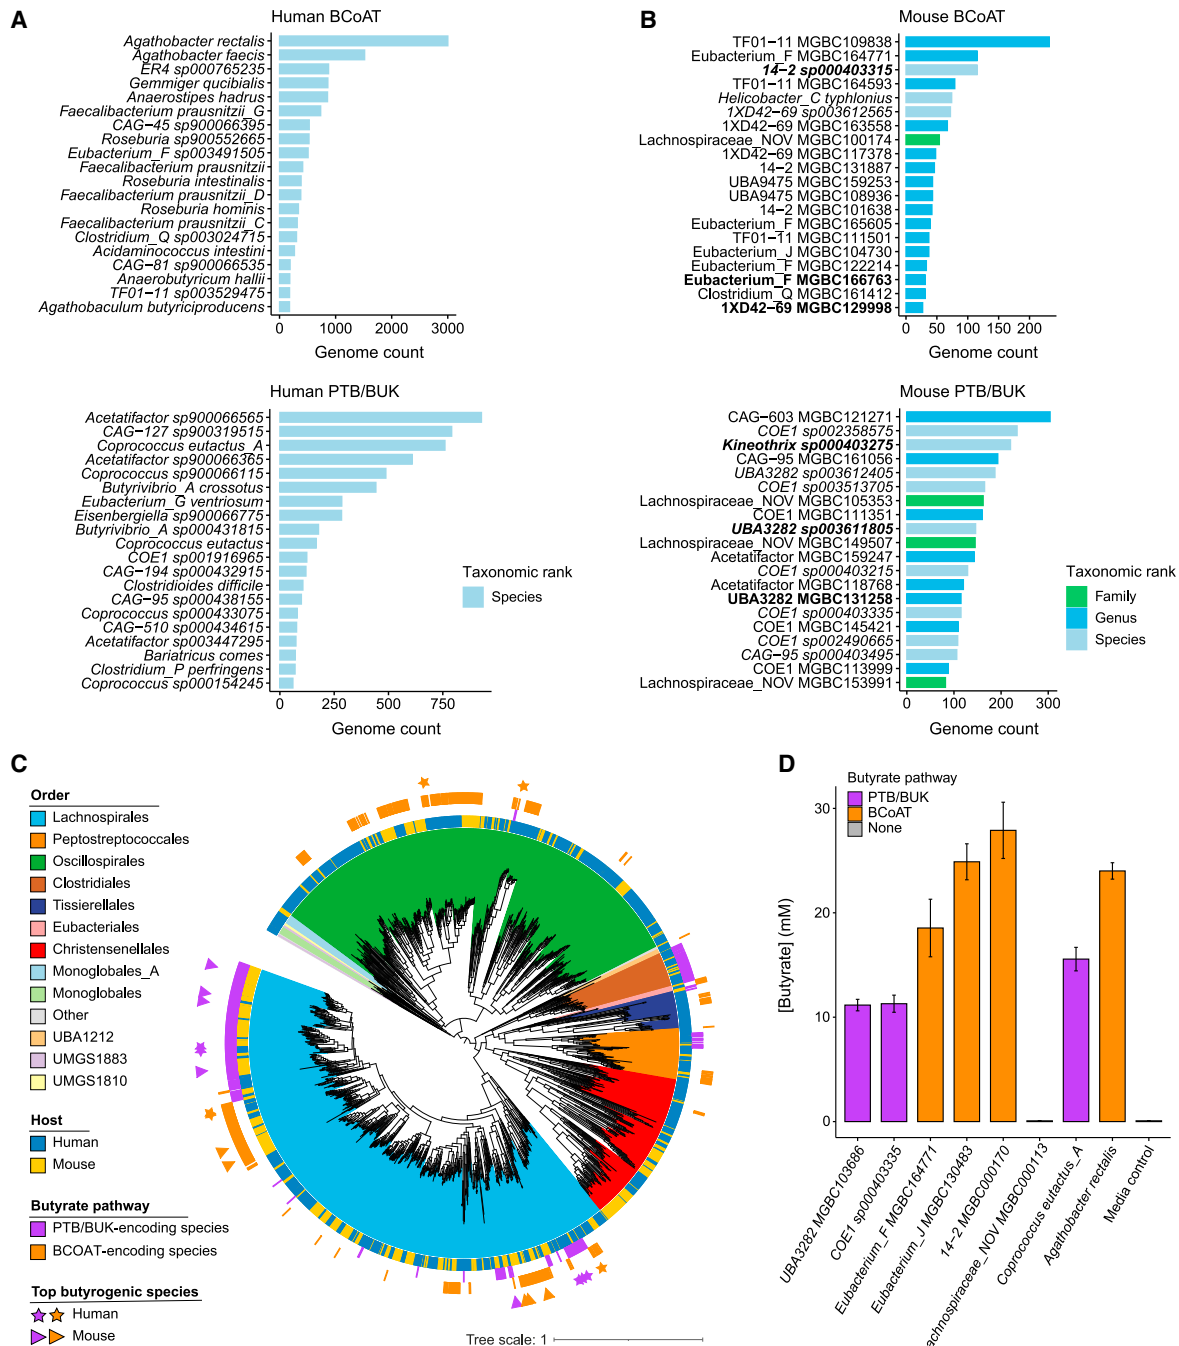 A
Human BCoAT
Agathobacter rectalis
Agathobacter faecis
ER4 sp000765235
Gemmiger qucibialis
Anaerostipes hadrus
Faecalibacterium prausnitzii_G
CAG−45 sp900066395
Roseburia sp900552665
Eubacterium_F sp003491505
Faecalibacterium prausnitzii
Roseburia intestinalis
Faecalibacterium prausnitzii_D
Roseburia hominis
Faecalibacterium prausnitzii_C
Clostridium_Q sp003024715
Acidaminococcus intestini
CAG−81 sp900066535
Anaerobutyricum hallii
TF01−11 sp003529475
Agathobaculum butyriciproducens
0 1000 2000 3000
Genome count
Human PTB/BUK
Acetatifactor sp900066565
CAG−127 sp900319515
Coprococcus eutactus_A
Acetatifactor sp900066365
Coprococcus sp900066115
Butyrivibrio_A crossotus
Eubacterium_G ventriosum
Eisenbergiella sp900066775
Butyrivibrio_A sp000431815
Coprococcus eutactus
COE1 sp001916965
CAG−194 sp000432915
Clostridioides difficile
CAG−95 sp000438155
Coprococcus sp000433075
CAG−510 sp000434615
Acetatifactor sp003447295
Bariatricus comes
Clostridium_P perfringens
Coprococcus sp000154245
0 250 500 750
Genome count
Taxonomic rank
Species
B
Mouse BCoAT
TF01−11 MGBC109838
Eubacterium_F MGBC164771
14−2 sp000403315
TF01−11 MGBC164593
Helicobacter_C typhlonius
1XD42−69 sp003612565
1XD42−69 MGBC163558
Lachnospiraceae_NOV MGBC100174
1XD42−69 MGBC117378
14−2 MGBC131887
UBA9475 MGBC159253
UBA9475 MGBC108936
14−2 MGBC101638
Eubacterium_F MGBC165605
TF01−11 MGBC111501
Eubacterium_J MGBC104730
Eubacterium_F MGBC122214
Eubacterium_F MGBC166763
Clostridium_Q MGBC161412
1XD42−69 MGBC129998
0 50 100 150 200
Genome count
Mouse PTB/BUK
CAG−603 MGBC121271
COE1 sp002358575
Kineothrix sp000403275
CAG−95 MGBC161056
UBA3282 sp003612405
COE1 sp003513705
Lachnospiraceae_NOV MGBC105353
COE1 MGBC111351
UBA3282 sp003611805
Lachnospiraceae_NOV MGBC149507
Acetatifactor MGBC159247
COE1 sp000403215
Acetatifactor MGBC118768
UBA3282 MGBC131258
COE1 sp000403335
COE1 MGBC145421
COE1 sp002490665
CAG−95 sp000403495
COE1 MGBC113999
Lachnospiraceae_NOV MGBC153991
0 100 200 300
Genome count
Taxonomic rank
Family
Genus
Species
C
Order
Lachnospirales
Peptostreptococcales
Oscillospirales
Clostridiales
Tissierellales
Eubacteriales
Christensenellales
Monoglobales_A
Monoglobales
Other
UBA1212
UMGS1883
UMGS1810
Host
Human
Mouse
Butyrate pathway
PTB/BUK-encoding species
BCOAT-encoding species
Top butyrogenic species
Human
Mouse
Tree scale: 1
D
Butyrate pathway
PTB/BUK
BCoAT
None
[Butyrate] (mM)
30
20
10
0
UBA3282 MGBC103686
COE1 sp000403335
Eubacterium_F MGBC164771
Eubacterium_J MGBC130483
14−2 MGBC000170
achnospiraceae_NOV MGBC000113
Coprococcus eutactus_A
Agathobacter rectalis
Media control